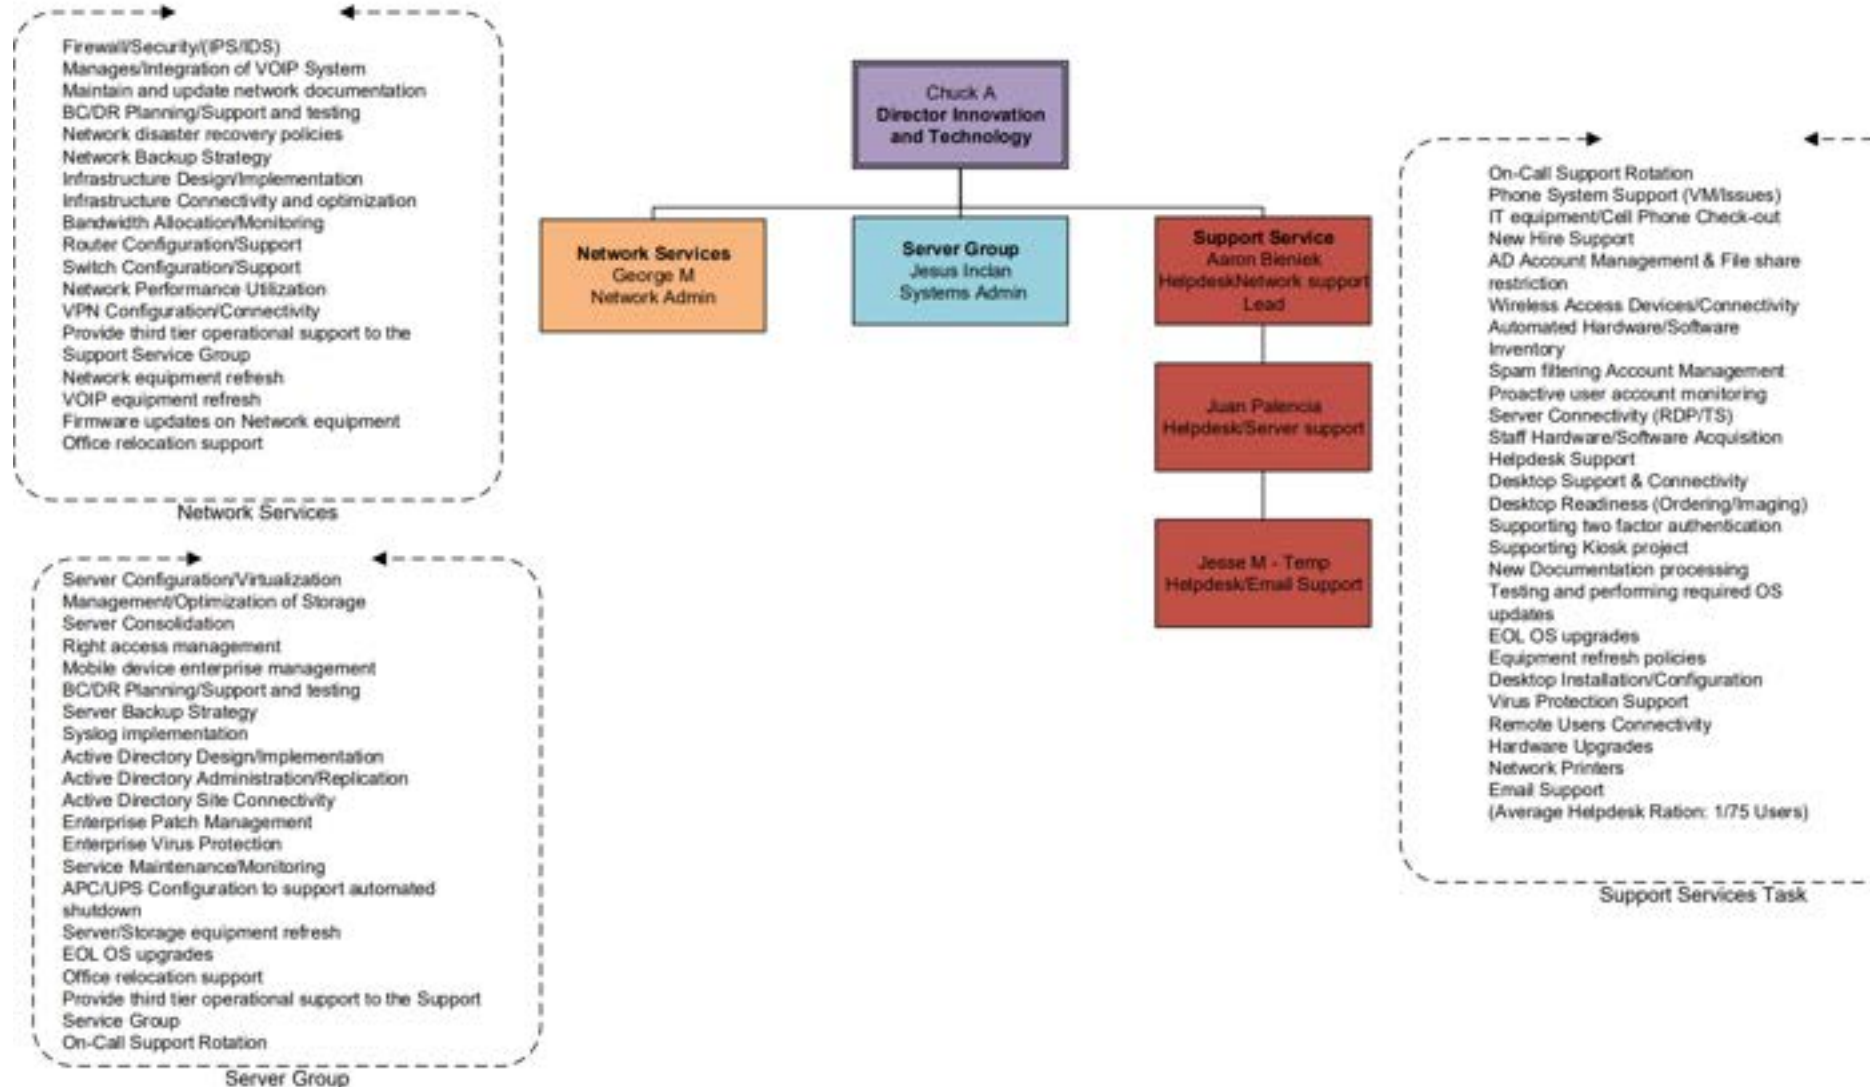 Firewall/Security/(IPS/IDS)
Manages/Integration of VOIP System
Maintain and update network documentation
BC/DR Planning/Support and testing
Network disaster recovery policies
Network Backup Strategy
Infrastructure Design/Implementation
Infrastructure Connectivity and optimization
Bandwidth Allocation/Monitoring
Router Configuration/Support
Switch Configuration/Support
Network Performance Utilization
VPN Configuration/Connectivity
Provide third tier operational support to the
Support Service Group
Network equipment refresh
VOIP equipment refresh
Firmware updates on Network equipment
Office relocation support
Network Services
Server Configuration/Virtualization
Management/Optimization of Storage
Server Consolidation
Right access management
Mobile device enterprise management
BC/DR Planning/Support and testing
Server Backup Strategy
Syslog implementation
Active Directory Design/Implementation
Active Directory Administration/Replication
Active Directory Site Connectivity
Enterprise Patch Management
Enterprise Virus Protection
Service Maintenance/Monitoring
APC/UPS Configuration to support automated
shutdown
Server/Storage equipment refresh
EOL OS upgrades
Office relocation support
Provide third tier operational support to the Support
Service Group
On-Call Support Rotation
Server Group
Chuck A
Director Innovation
and Technology
Network Services
George M
Network Admin
Server Group
Jesus Inclan
Systems Admin
Support Service
Aaron Bieniek
HelpdeskNetwork support
Lead
Juan Palencia
Helpdesk/Server support
Jesse M - Temp
Helpdesk/Email Support
On-Call Support Rotation
Phone System Support (VM/Issues)
IT equipment/Cell Phone Check-out
New Hire Support
AD Account Management & File share
restriction
Wireless Access Devices/Connectivity
Automated Hardware/Software
Inventory
Spam filtering Account Management
Proactive user account monitoring
Server Connectivity (RDP/TS)
Staff Hardware/Software Acquisition
Helpdesk Support
Desktop Support & Connectivity
Desktop Readiness (Ordering/Imaging)
Supporting two factor authentication
Supporting Kiosk project
New Documentation processing
Testing and performing required OS
updates
EOL OS upgrades
Equipment refresh policies
Desktop Installation/Configuration
Virus Protection Support
Remote Users Connectivity
Hardware Upgrades
Network Printers
Email Support
(Average Helpdesk Ration: 1/75 Users)
Support Services Task